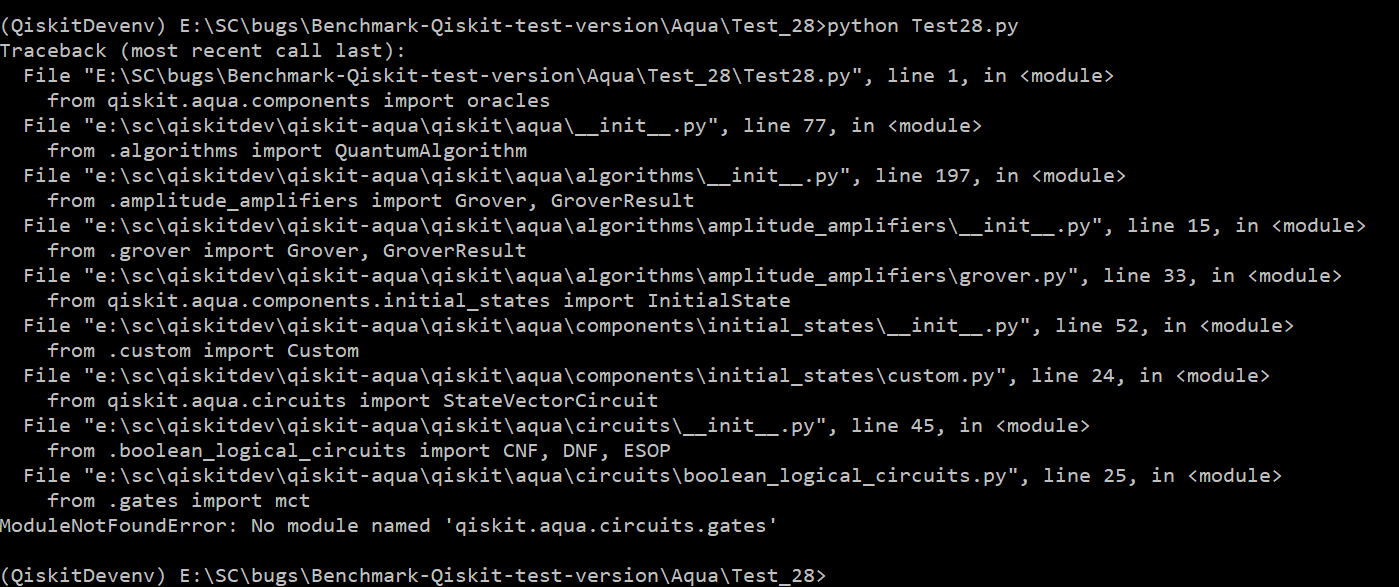 (QiskitDevenv) E:\SC\bugs\Benchmark-Qiskit-test-version\Aqua\Test_28>python Test28.py
Traceback (most recent call last):
  File "E:\SC\bugs\Benchmark-Qiskit-test-version\Aqua\Test_28\Test28.py", line 1, in <module>
    from qiskit.aqua.components import oracles
  File "e:\sc\qiskitdev\qiskit-aqua\qiskit\aqua\__init__.py", line 77, in <module>
    from .algorithms import QuantumAlgorithm
  File "e:\sc\qiskitdev\qiskit-aqua\qiskit\aqua\algorithms\__init__.py", line 197, in <module>
    from .amplitude_amplifiers import Grover, GroverResult
  File "e:\sc\qiskitdev\qiskit-aqua\qiskit\aqua\algorithms\amplitude_amplifiers\__init__.py", line 15, in <module>
    from .grover import Grover, GroverResult
  File "e:\sc\qiskitdev\qiskit-aqua\qiskit\aqua\algorithms\amplitude_amplifiers\grover.py", line 33, in <module>
    from qiskit.aqua.components.initial_states import InitialState
  File "e:\sc\qiskitdev\qiskit-aqua\qiskit\aqua\components\initial_states\__init__.py", line 52, in <module>
    from .custom import Custom
  File "e:\sc\qiskitdev\qiskit-aqua\qiskit\aqua\components\initial_states\custom.py", line 24, in <module>
    from qiskit.aqua.circuits import StateVectorCircuit
  File "e:\sc\qiskitdev\qiskit-aqua\qiskit\aqua\circuits\__init__.py", line 45, in <module>
    from .boolean_logical_circuits import CNF, DNF, ESOP
  File "e:\sc\qiskitdev\qiskit-aqua\qiskit\aqua\circuits\boolean_logical_circuits.py", line 25, in <module>
    from .gates import mct
ModuleNotFoundError: No module named 'qiskit.aqua.circuits.gates'
(QiskitDevenv) E:\SC\bugs\Benchmark-Qiskit-test-version\Aqua\Test_28>